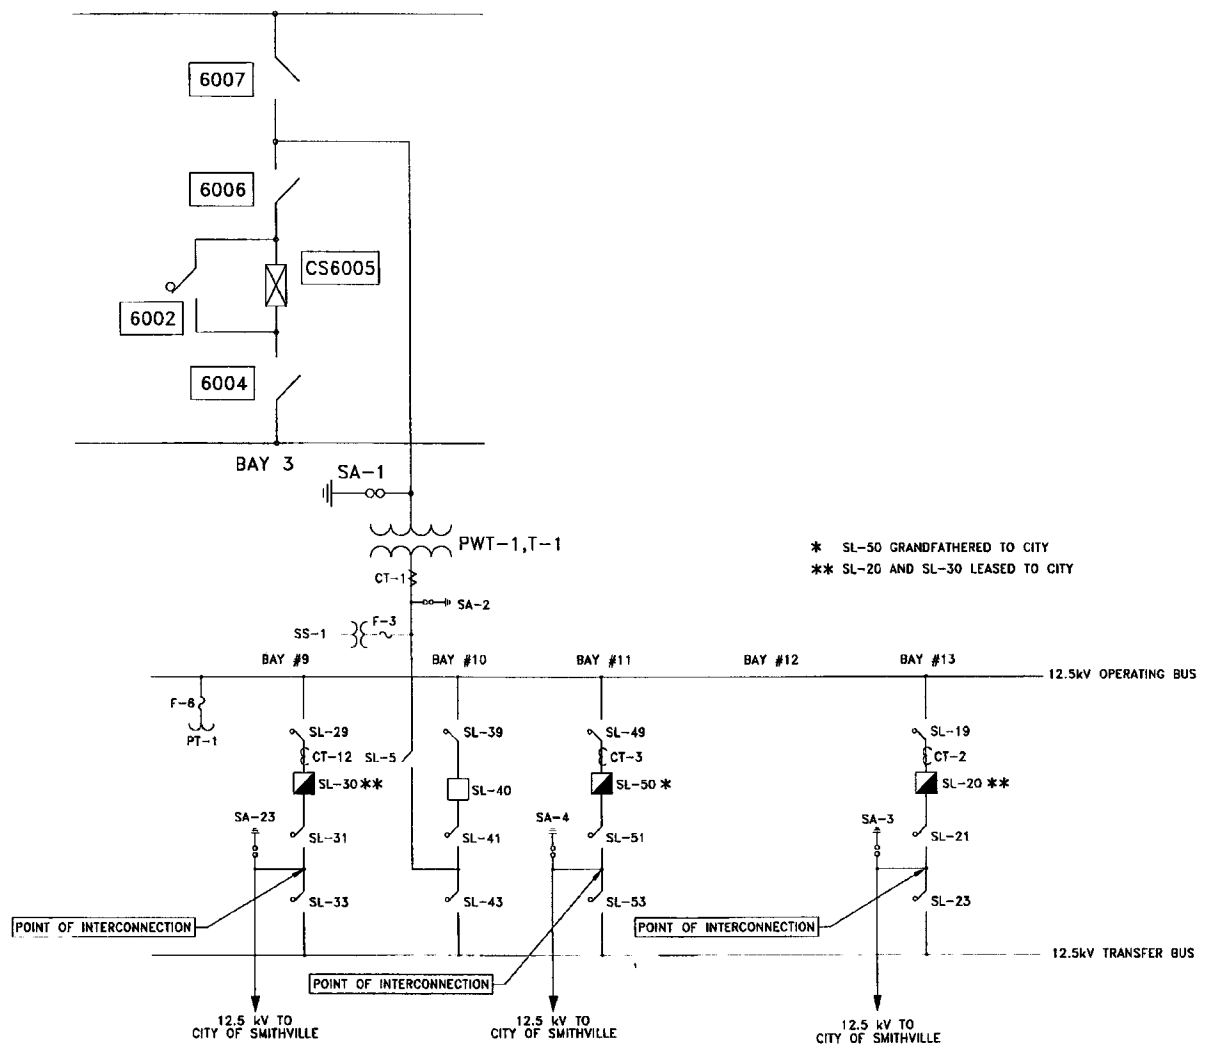 6007
6006
CS6005
6002
6004
BAY 3
SA-1
PWT-1,T-1
* SL-50 GRANDFATHERED TO CITY
** SL-20 AND SL-30 LEASED TO CITY
CT-1
SA-2
F-3
SS-1
BAY #9
BAY #10
BAY #11
BAY #12
BAY #13
12.5kV OPERATING BUS
F-6
PT-1
SL-29
SL-5
SL-39
SL-49
SL-19
CT-12
CT-3
CT-2
SL-30**
SL-40
SL-50*
SL-20**
SA-23
SA-4
SA-3
SL-31
SL-41
SL-51
SL-21
SL-33
SL-43
SL-53
SL-23
POINT OF INTERCONNECTION
POINT OF INTERCONNECTION
12.5kV TRANSFER BUS
POINT OF INTERCONNECTION
12.5 kV TO
CITY OF SMITHVILLE
12.5 kV TO
CITY OF SMITHVILLE
12.5 kV TO
CITY OF SMITHVILLE